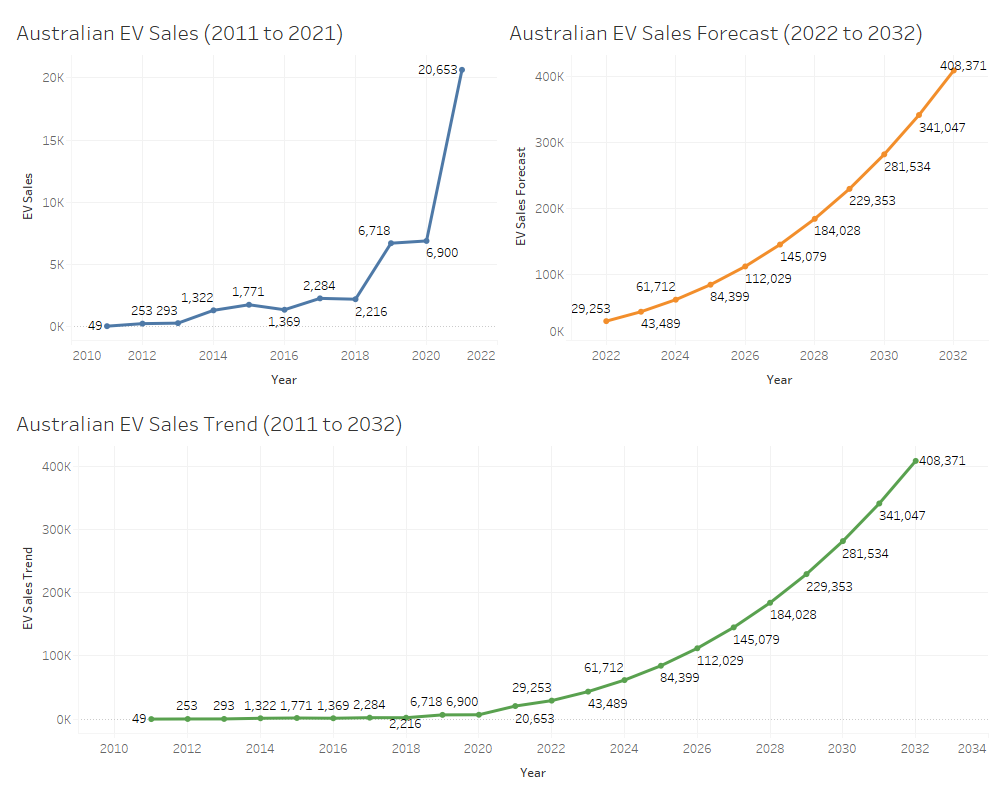 Australian EV Sales (2011 to 2021)
20K
15K
10K
5K
0K
EV Sales
49
253
293
1,322
1,771
1,369
2,284
2,216
6,718
6,900
20,653
2010
2012
2014
2016
2018
2020
2022
Year
Australian EV Sales Forecast (2022 to 2032)
400K
300K
200K
100K
0K
EV Sales Forecast
29,253
43,489
61,712
84,399
112,029
145,079
184,028
229,353
281,534
341,047
408,371
2022
2024
2026
2028
2030
2032
Year
Australian EV Sales Trend (2011 to 2032)
400K
300K
200K
100K
0K
EV Sales Trend
49
253
293
1,322
1,771
1,369
2,284
2,216
6,718
6,900
20,653
29,253
43,489
61,712
84,399
112,029
145,079
184,028
229,353
281,534
341,047
408,371
2010
2012
2014
2016
2018
2020
2022
2024
2026
2028
2030
2032
2034
Year